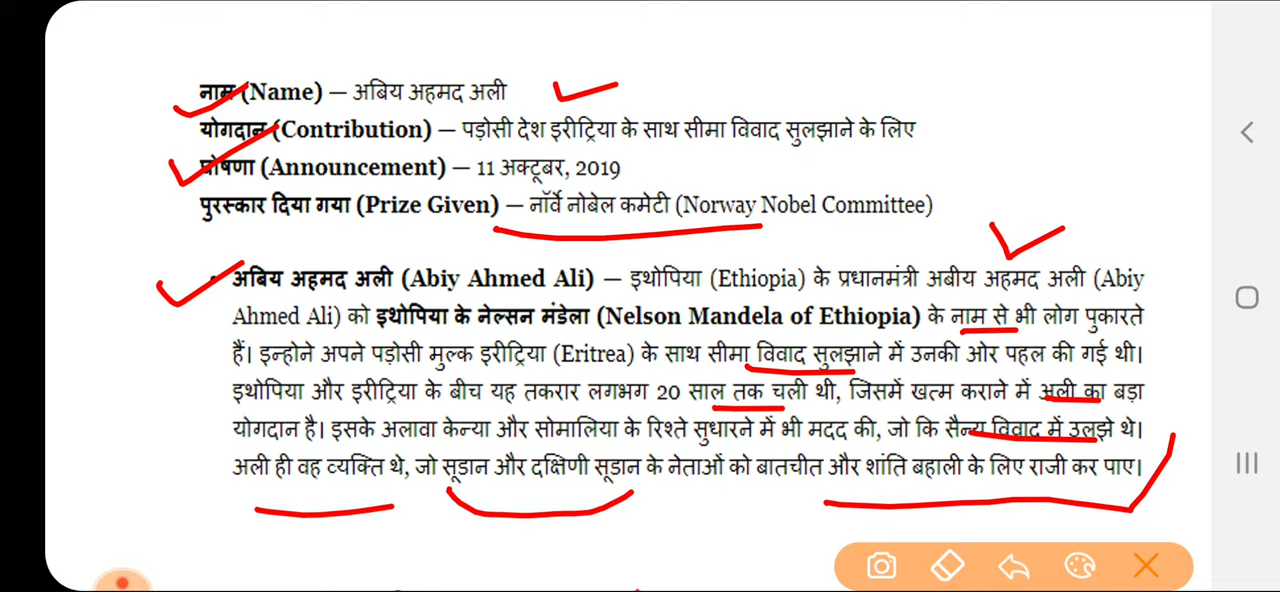 नाम (Name) — अबिय अहमद अली
योगदान (Contribution) — पड़ोसी देश इरीट्रिया के साथ सीमा विवाद सुलझाने के लिए
घोषणा (Announcement) — 11 अक्टूबर, 2019
पुरस्कार दिया गया (Prize Given) — नॉर्वे नोबेल कमेटी (Norway Nobel Committee)
• अबिय अहमद अली (Abiy Ahmed Ali) — इथोपिया (Ethiopia) के प्रधानमंत्री अबीय अहमद अली (Abiy
Ahmed Ali) को इथोपिया के नेल्सन मंडेला (Nelson Mandela of Ethiopia) के नाम से भी लोग पुकारते
हैं। इन्होने अपने पड़ोसी मुल्क इरीट्रिया (Eritrea) के साथ सीमा विवाद सुलझाने में उनकी ओर पहल की गई थी।
इथोपिया और इरीट्रिया के बीच यह तकरार लगभग 20 साल तक चली थी, जिसमें खत्म कराने में अली का बड़ा
योगदान है। इसके अलावा केन्या और सोमालिया के रिश्ते सुधारने में भी मदद की, जो कि सैन्य विवाद में उलझे थे।
अली ही वह व्यक्ति थे, जो सूडान और दक्षिणी सूडान के नेताओं को बातचीत और शांति बहाली के लिए राजी कर पाए।